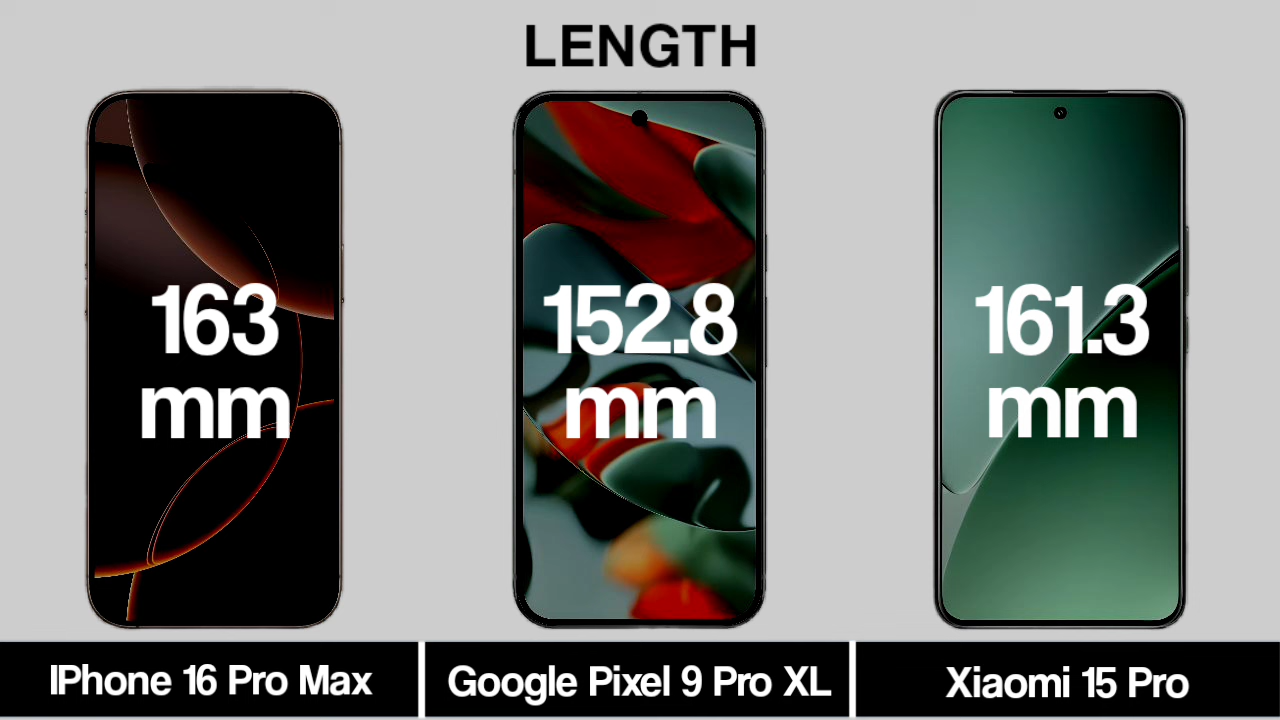 LENGTH
163
mm
152.8
mm
161.3
mm
IPhone 16 Pro Max
Google Pixel 9 Pro XL
Xiaomi 15 Pro